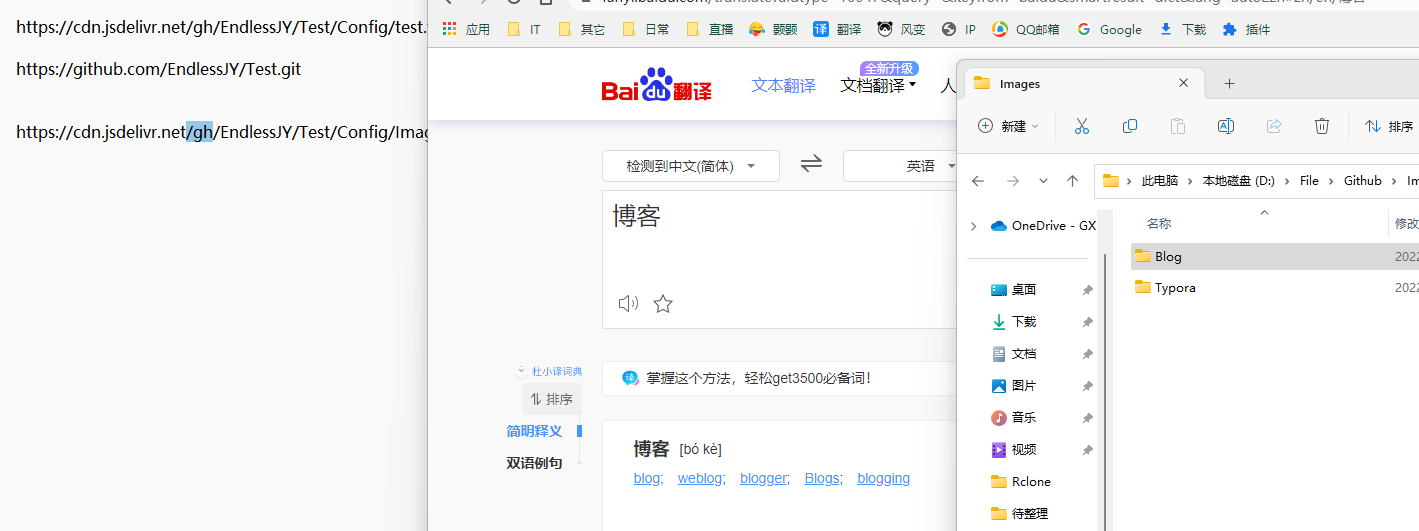 https://cdn.jsdelivr.net/gh/EndlessJY/Test/Config/test.
https://github.com/EndlessJY/Test.git
https://cdn.jsdelivr.net/gh/EndlessJY/Test/Config/Imag
应用 IT 其它 日常 直播 颢颢 翻译 风变 IP QQ邮箱 Google 下载 插件
Baidu翻译 文本翻译 文档翻译 人
全新升级
检测到中文(简体) 英语
博客
杜小译词典
排序
简明释义
双语例句
译 掌握这个方法，轻松get3500必备词！
博客 [bó kè]
blog; weblog; blogger; Blogs; blogging
Images
新建 排序
此电脑 本地磁盘 (D:) File Github Im
名称 修改
OneDrive - GX
桌面
下载
文档
图片
音乐
视频
Rclone
待整理
Blog 2022
Typora 2022